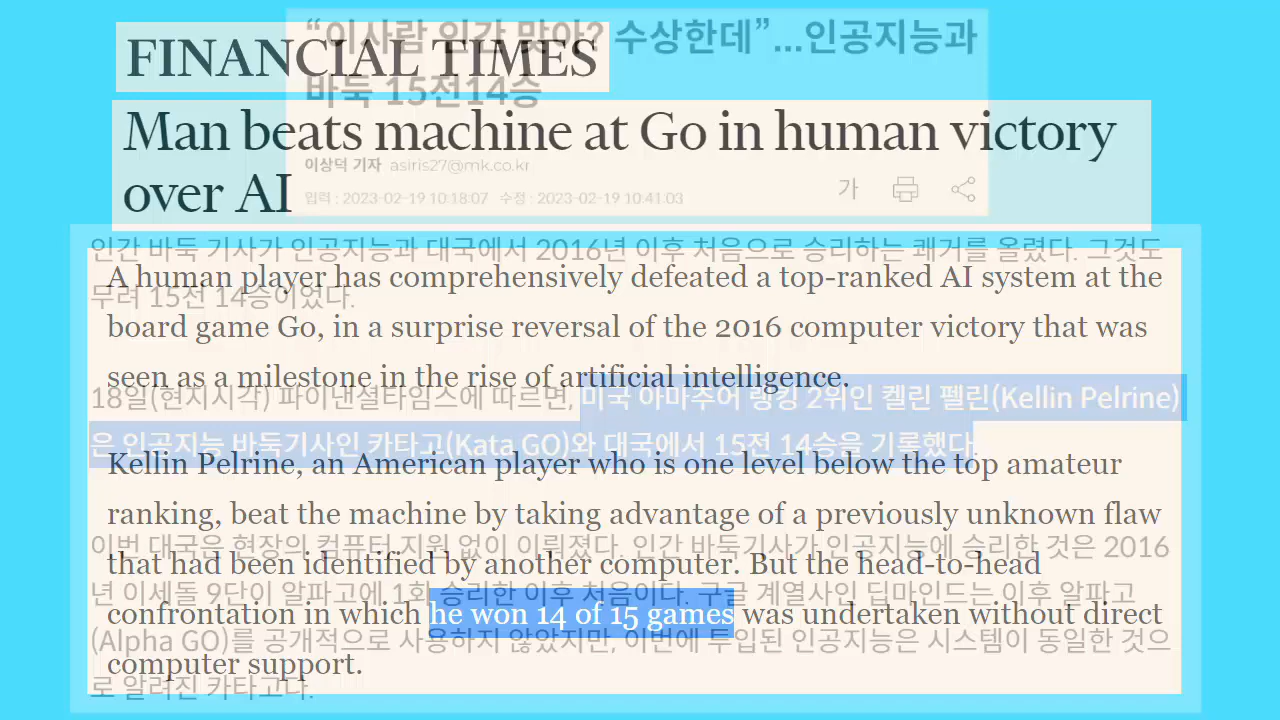 FINANCIAL TIMES
Man beats machine at Go in human victory
over AI
A human player has comprehensively defeated a top-ranked AI system at the
board game Go, in a surprise reversal of the 2016 computer victory that was
seen as a milestone in the rise of artificial intelligence.
Kellin Pelrine, an American player who is one level below the top amateur
ranking, beat the machine by taking advantage of a previously unknown flaw
that had been identified by another computer. But the head-to-head
confrontation in which he won 14 of 15 games was undertaken without direct
computer support.
“이사람 인간 맞아? 수상한데”...인공지능과
바둑 15전14승
이상덕 기자 asiris27@mk.co.kr
입력 : 2023-02-19 10:18:07 수정 : 2023-02-19 10:41:03
가
인간 바둑 기사가 인공지능과 대국에서 2016년 이후 처음으로 승리하는 쾌거를 올렸다. 그것도
무려 15전 14승이었다.
18일(현지시각) 파이낸셜타임스에 따르면, 미국 아마추어 랭킹 2위인 켈린 펠린(Kellin Pelrine)
은 인공지능 바둑기사인 카타고(Kata GO)와 대국에서 15전 14승을 기록했다.
이번 대국은 현장의 컴퓨터 지원 없이 이뤄졌다. 인간 바둑기사가 인공지능에 승리한 것은 2016
년 이세돌 9단이 알파고에 1회 승리한 이후 처음이다. 구글 계열사인 딥마인드는 이후 알파고
(Alpha GO)를 공개적으로 사용하지 않았지만, 이번에 투입된 인공지능은 시스템이 동일한 것으
로 알려진 카타고다.